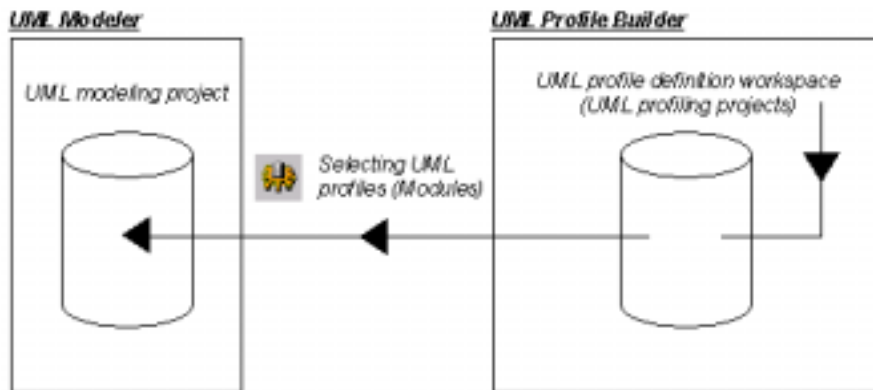 UML Modeler
UML Profile Builder
UML modeling project
UML profile definition workspace
(UML profiling projects)
Selecting UML
profiles (Modules)